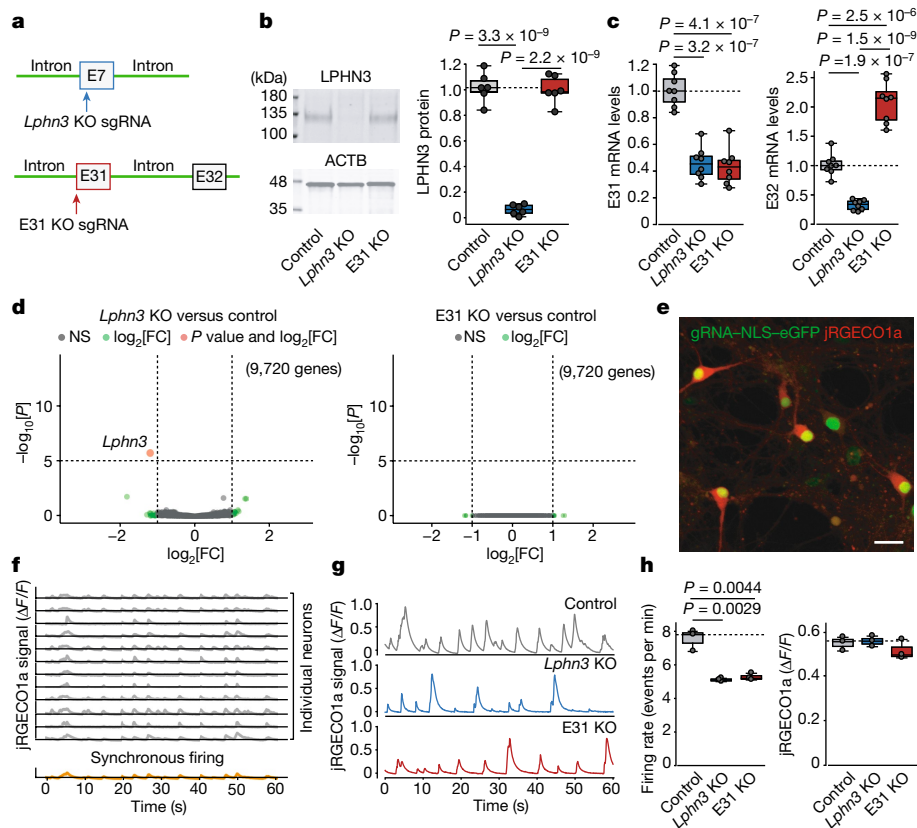 a
Intron E7 Intron
Lphn3 KO sgRNA
Intron E31 Intron E32
E31 KO sgRNA
b
(kDa) LPHN3
180
135
100
ACTB
48
35
Control
Lphn3 KO
E31 KO
P = 3.3 × 10−9
P = 2.2 × 10−9
LPHN3 protein
1.2
1.0
0.8
0.6
0.4
0.2
0
Control
Lphn3 KO
E31 KO
c
P = 4.1 × 10−7
P = 3.2 × 10−7
E31 mRNA levels
1.2
1.0
0.8
0.6
0.4
0.2
0
Control
Lphn3 KO
E31 KO
P = 2.5 × 10−6
P = 1.5 × 10−9
P = 1.9 × 10−7
E32 mRNA levels
2.5
2.0
1.5
1.0
0.5
0
Control
Lphn3 KO
E31 KO
d
Lphn3 KO versus control
NS log2[FC] P value and log2[FC]
(9,720 genes)
Lphn3
−log10[P]
10
5
0
−2 0 2
log2[FC]
E31 KO versus control
NS log2[FC]
(9,720 genes)
−log10[P]
10
5
0
−2 −1 0 1 2
log2[FC]
e
gRNA–NLS–eGFP jRGECO1a
f
jRGECO1a signal (ΔF/F)
Individual neurons
Synchronous firing
0 10 20 30 40 50 60
Time (s)
g
jRGECO1a signal (ΔF/F)
Control
1.0
0.5
0
Lphn3 KO
1.0
0.5
0
E31 KO
1.0
0.5
0
0 10 20 30 40 50 60
Time (s)
h
P = 0.0044
P = 0.0029
Firing rate (events per min)
8
6
4
2
0
Control
Lphn3 KO
E31 KO
jRGECO1a (ΔF/F)
0.6
0.4
0.2
0
Control
Lphn3 KO
E31 KO